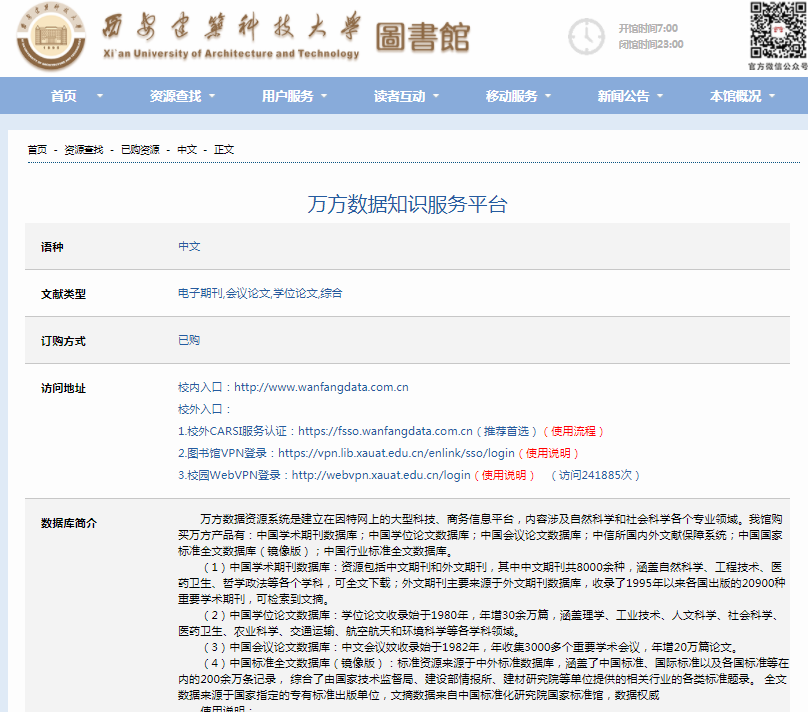 西安建筑科技大学 圖書館
Xi'an University of Architecture and Technology
开馆时间7:00
闭馆时间23:00
官方微信公众号
首页 资源查找 用户服务 读者互动 移动服务 新闻公告 本馆概况
首页 - 资源查找 - 已购资源 - 中文 - 正文
万方数据知识服务平台
语种 中文
文献类型 电子期刊,会议论文,学位论文,综合
订购方式 已购
访问地址 校内入口：http://www.wanfangdata.com.cn
校外入口：
1.校外CARSI服务认证：https://fsso.wanfangdata.com.cn（推荐首选）（使用流程）
2.图书馆VPN登录：https://vpn.lib.xauat.edu.cn/enlink/sso/login（使用说明）
3.校园WebVPN登录：http://webvpn.xauat.edu.cn/login（使用说明） （访问241885次）
数据库简介 万方数据资源系统是建立在因特网上的大型科技、商务信息平台，内容涉及自然科学和社会科学各个专业领域。我馆购
买万方产品有：中国学术期刊数据库；中国学位论文数据库；中国会议论文数据库；中信所国内外文献保障系统；中国国家
标准全文数据库（镜像版）；中国行业标准全文数据库。
（1）中国学术期刊数据库：资源包括中文期刊和外文期刊，其中中文期刊共8000余种，涵盖自然科学、工程技术、医
药卫生、哲学政法等各个学科，可全文下载；外文期刊主要来源于外文期刊数据库，收录了1995年以来各国出版的20900种
重要学术期刊，可检索到文摘。
（2）中国学位论文数据库：学位论文收录始于1980年，年增30余万篇，涵盖理学、工业技术、人文科学、社会科学、
医药卫生、农业科学、交通运输、航空航天和环境科学等各学科领域。
（3）中国会议论文数据库：中文会议妏收录始于1982年，年收集3000多个重要学术会议，年增20万篇论文。
（4）中国标准全文数据库（镜像版）：标准资源来源于中外标准数据库，涵盖了中国标准、国际标准以及各国标准等在
内的200余万条记录， 综合了由国家技术监督局、建设部情报所、建材研究院等单位提供的相关行业的各类标准题录。 全文
数据来源于国家指定的专有标准出版单位，文摘数据来自中国标准化研究院国家标准馆，数据权威
使用说明：